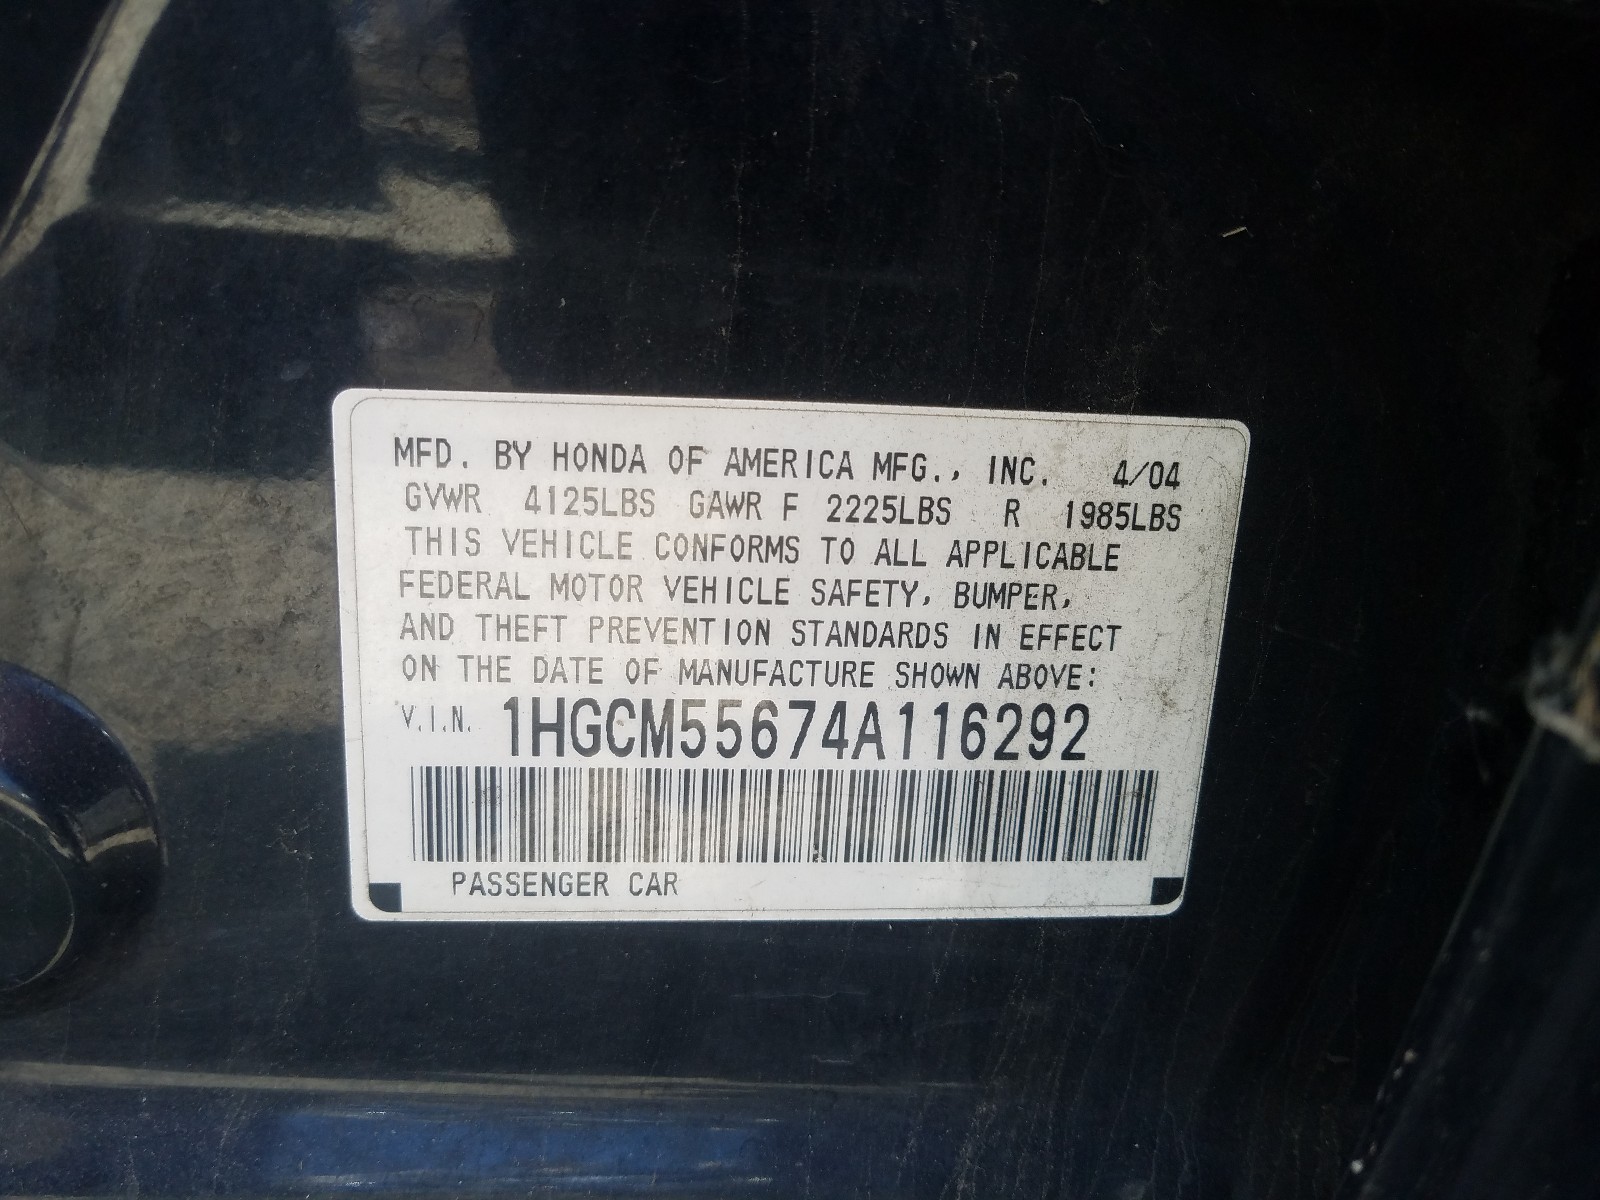 MFD. BY HONDA OF AMERICA MFG., INC. 4/04
GVWR 4125LBS GAWR F 2225LBS R 1985LBS
THIS VEHICLE CONFORMS TO ALL APPLICABLE
FEDERAL MOTOR VEHICLE SAFETY, BUMPER,
AND THEFT PREVENTION STANDARDS IN EFFECT
ON THE DATE OF MANUFACTURE SHOWN ABOVE:
V.I.N. 1HGCM55674A116292
PASSENGER CAR